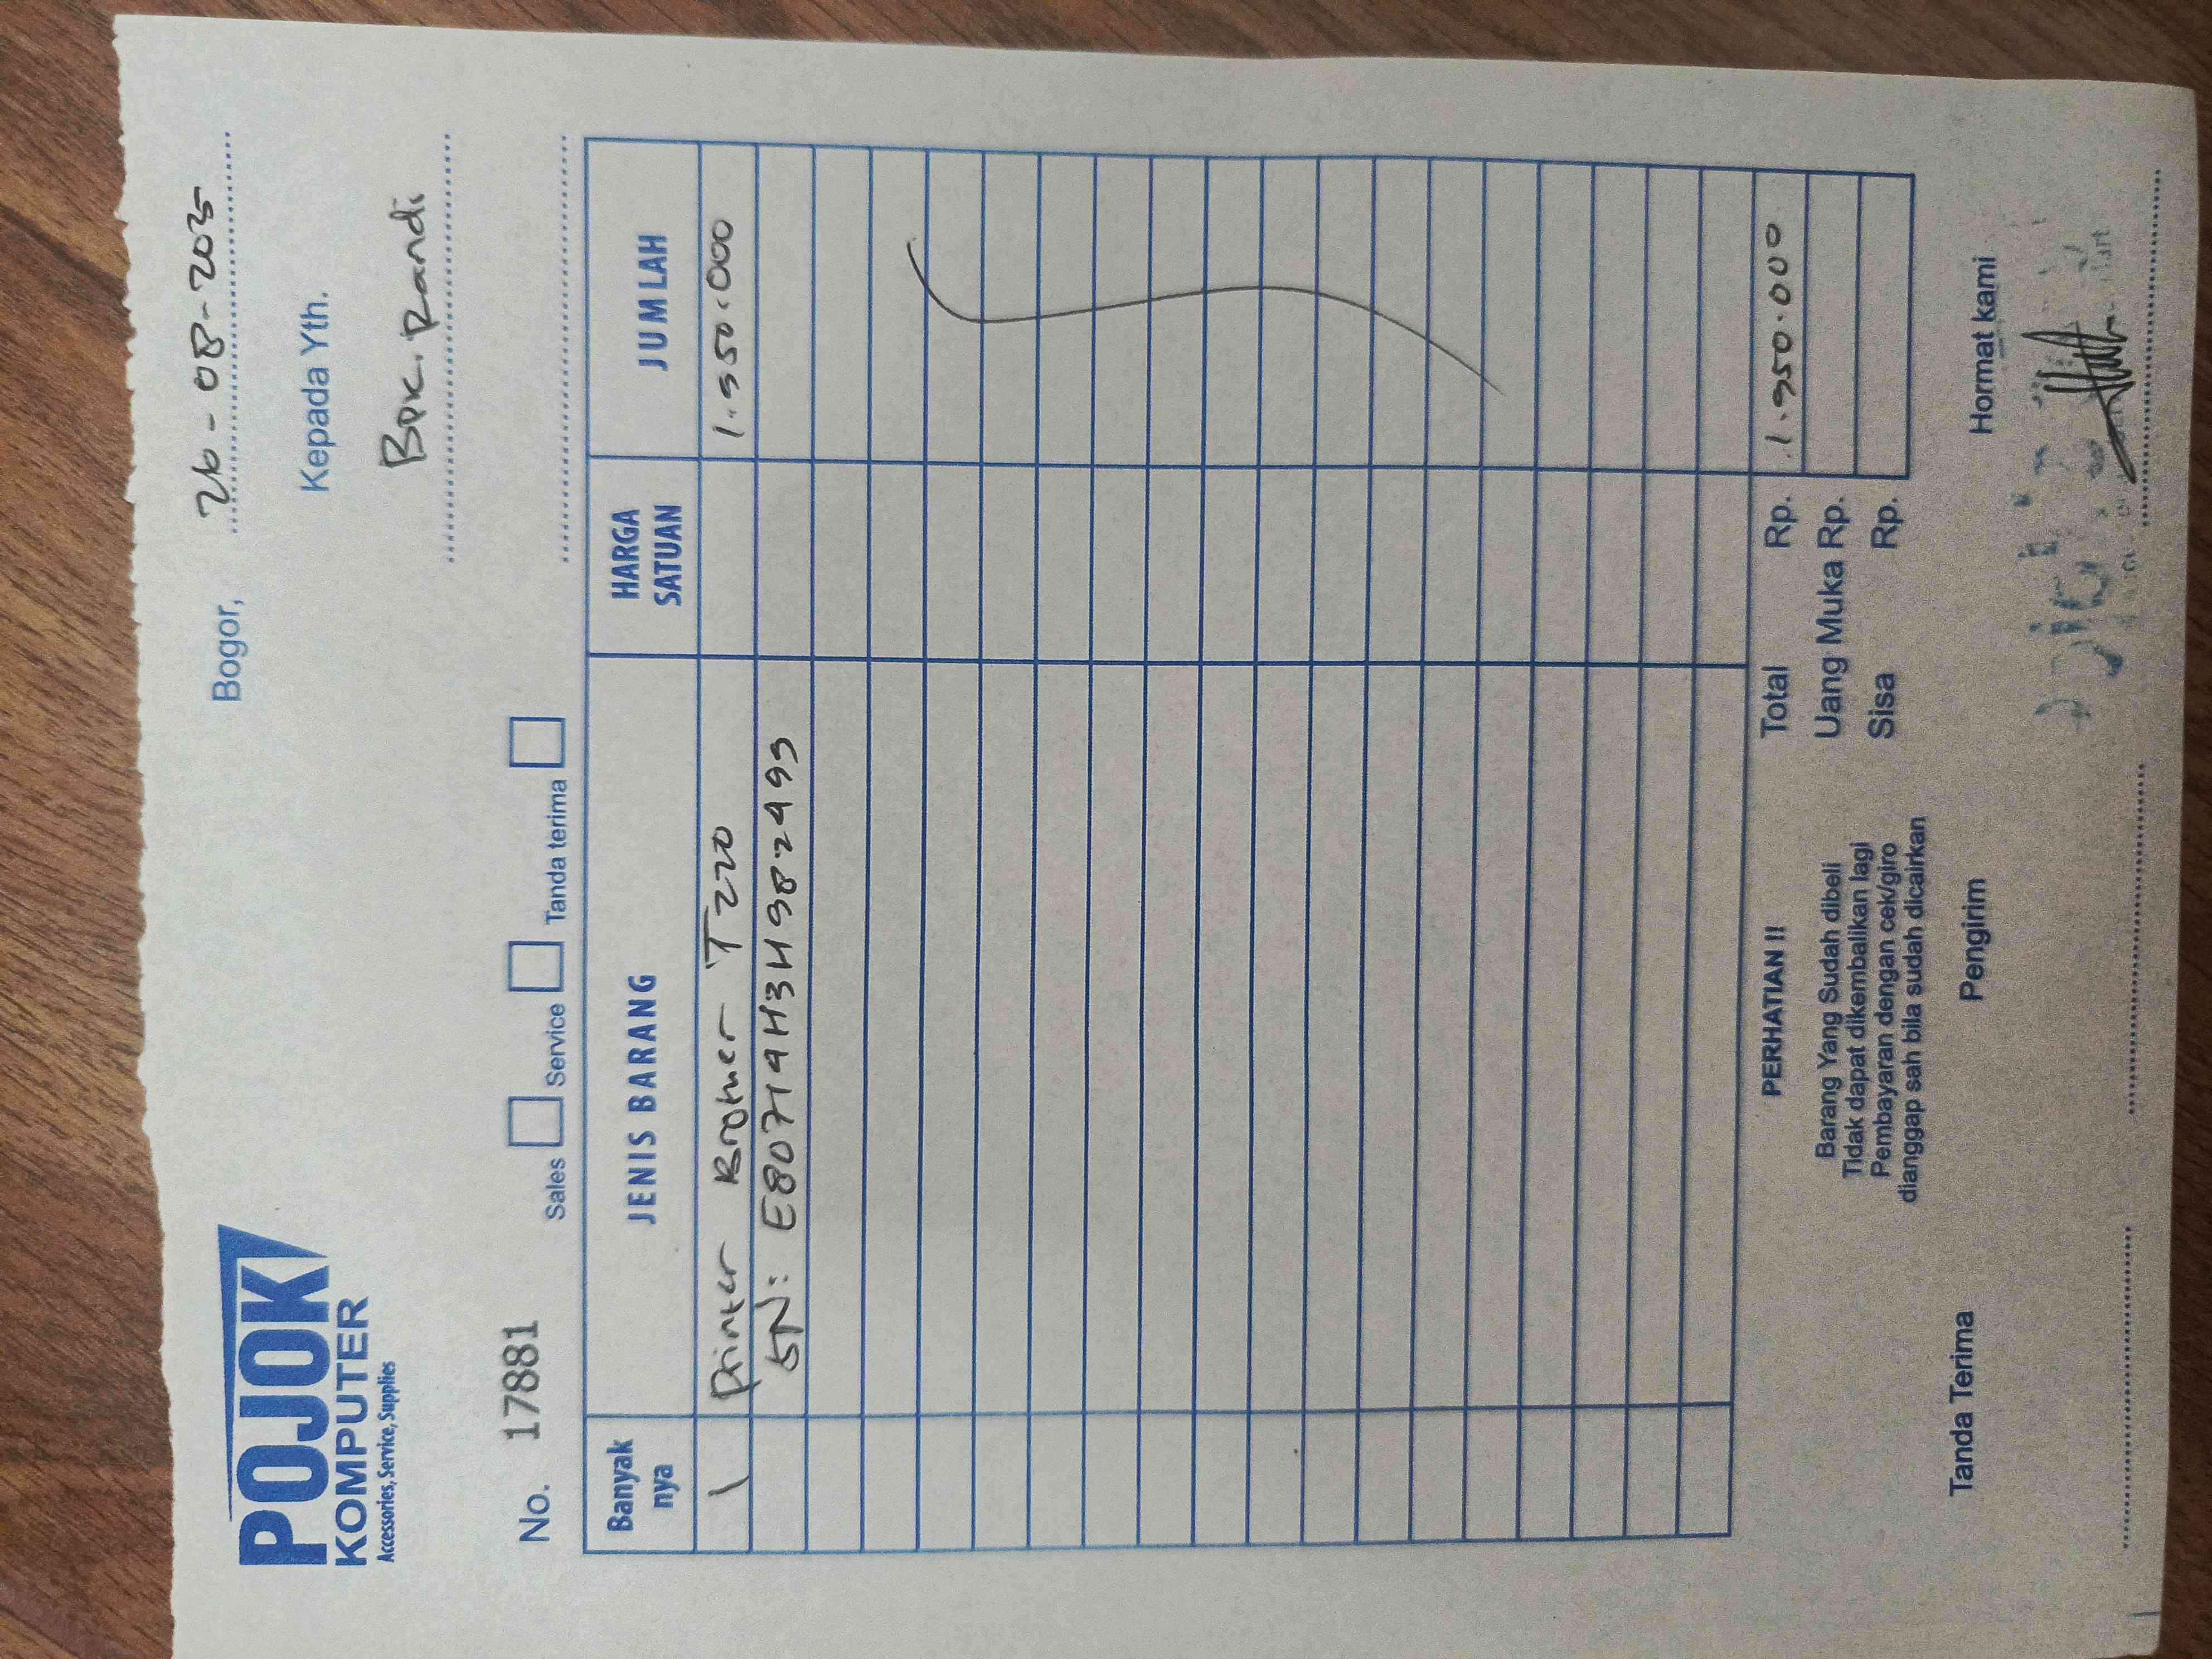 POJOK
KOMPUTER
Accessories, Service, Supplies
Bogor, 26-08-2025
Kepada Yth.
Bpk. Randi
No. 17881
Sales Service Tanda terima
Banyak nya JENIS BARANG HARGA SATUAN JUMLAH
1 Printer Brother T220 1.950.000
SN: E80719H3H982499
Total Rp. 1.950.000
Uang Muka Rp.
Sisa Rp.
PERHATIAN !!
Barang Yang Sudah dibeli
Tidak dapat dikembalikan lagi
Pembayaran dengan cek/giro
dianggap sah bila sudah dicairkan
Tanda Terima Pengirim Hormat kami